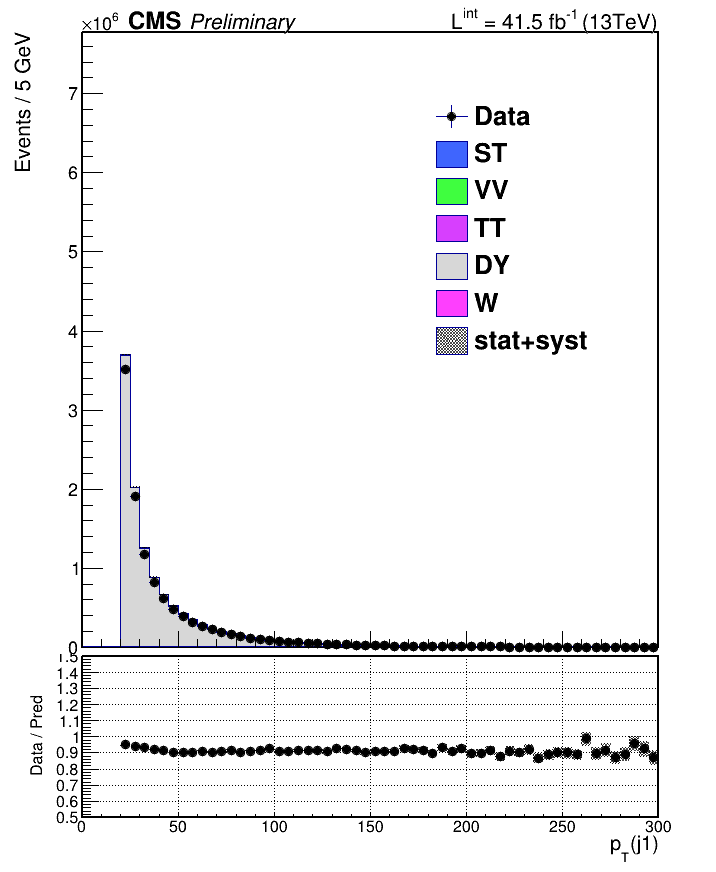 ×10⁶ CMS Preliminary L^int = 41.5 fb⁻¹ (13TeV)
Events / 5 GeV
7
6
5
4
3
2
1
0
Data
ST
VV
TT
DY
W
stat+syst
Data / Pred
1.5
1.4
1.3
1.2
1.1
1
0.9
0.8
0.7
0.6
0.5
0 50 100 150 200 250 300
p_T(j1)